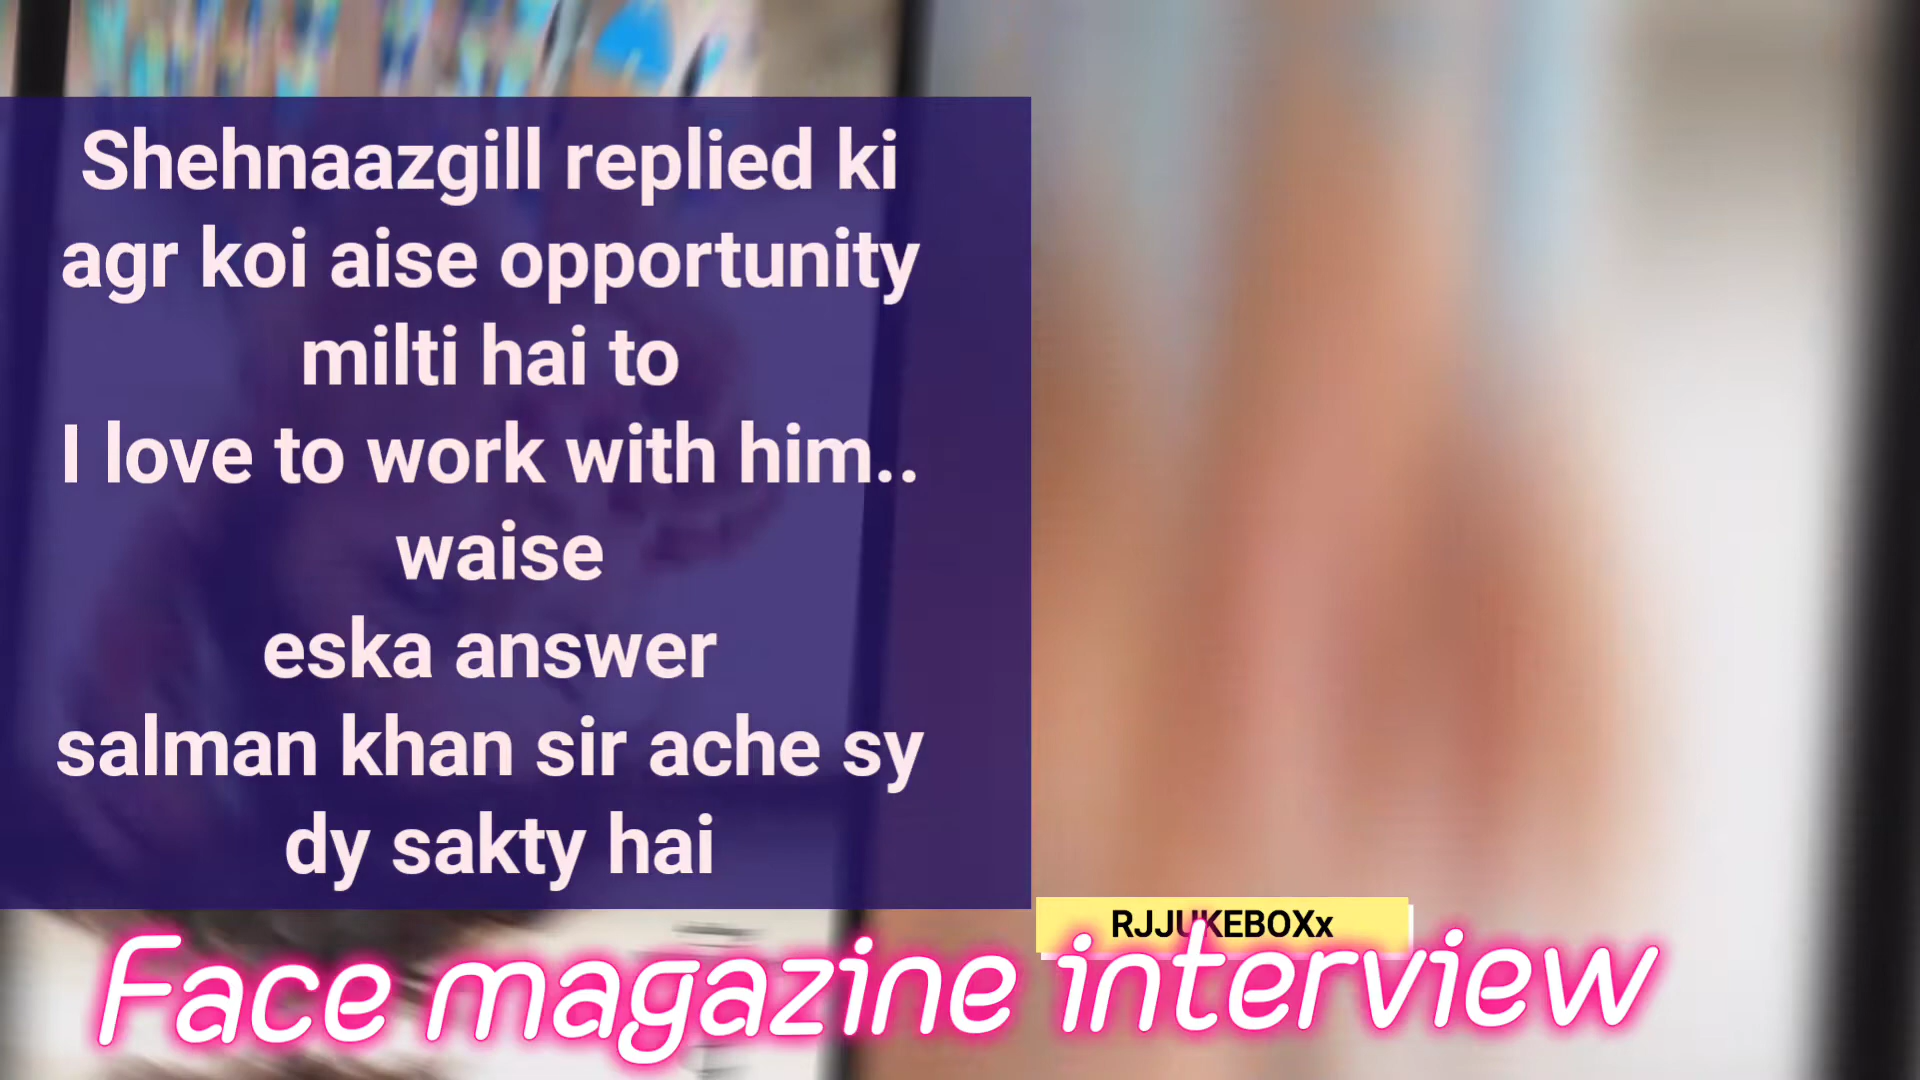 Shehnaazgill replied ki
agr koi aise opportunity
milti hai to
I love to work with him..
waise
eska answer
salman khan sir ache sy
dy sakty hai
RJJUKEBOXx
Face magazine interview